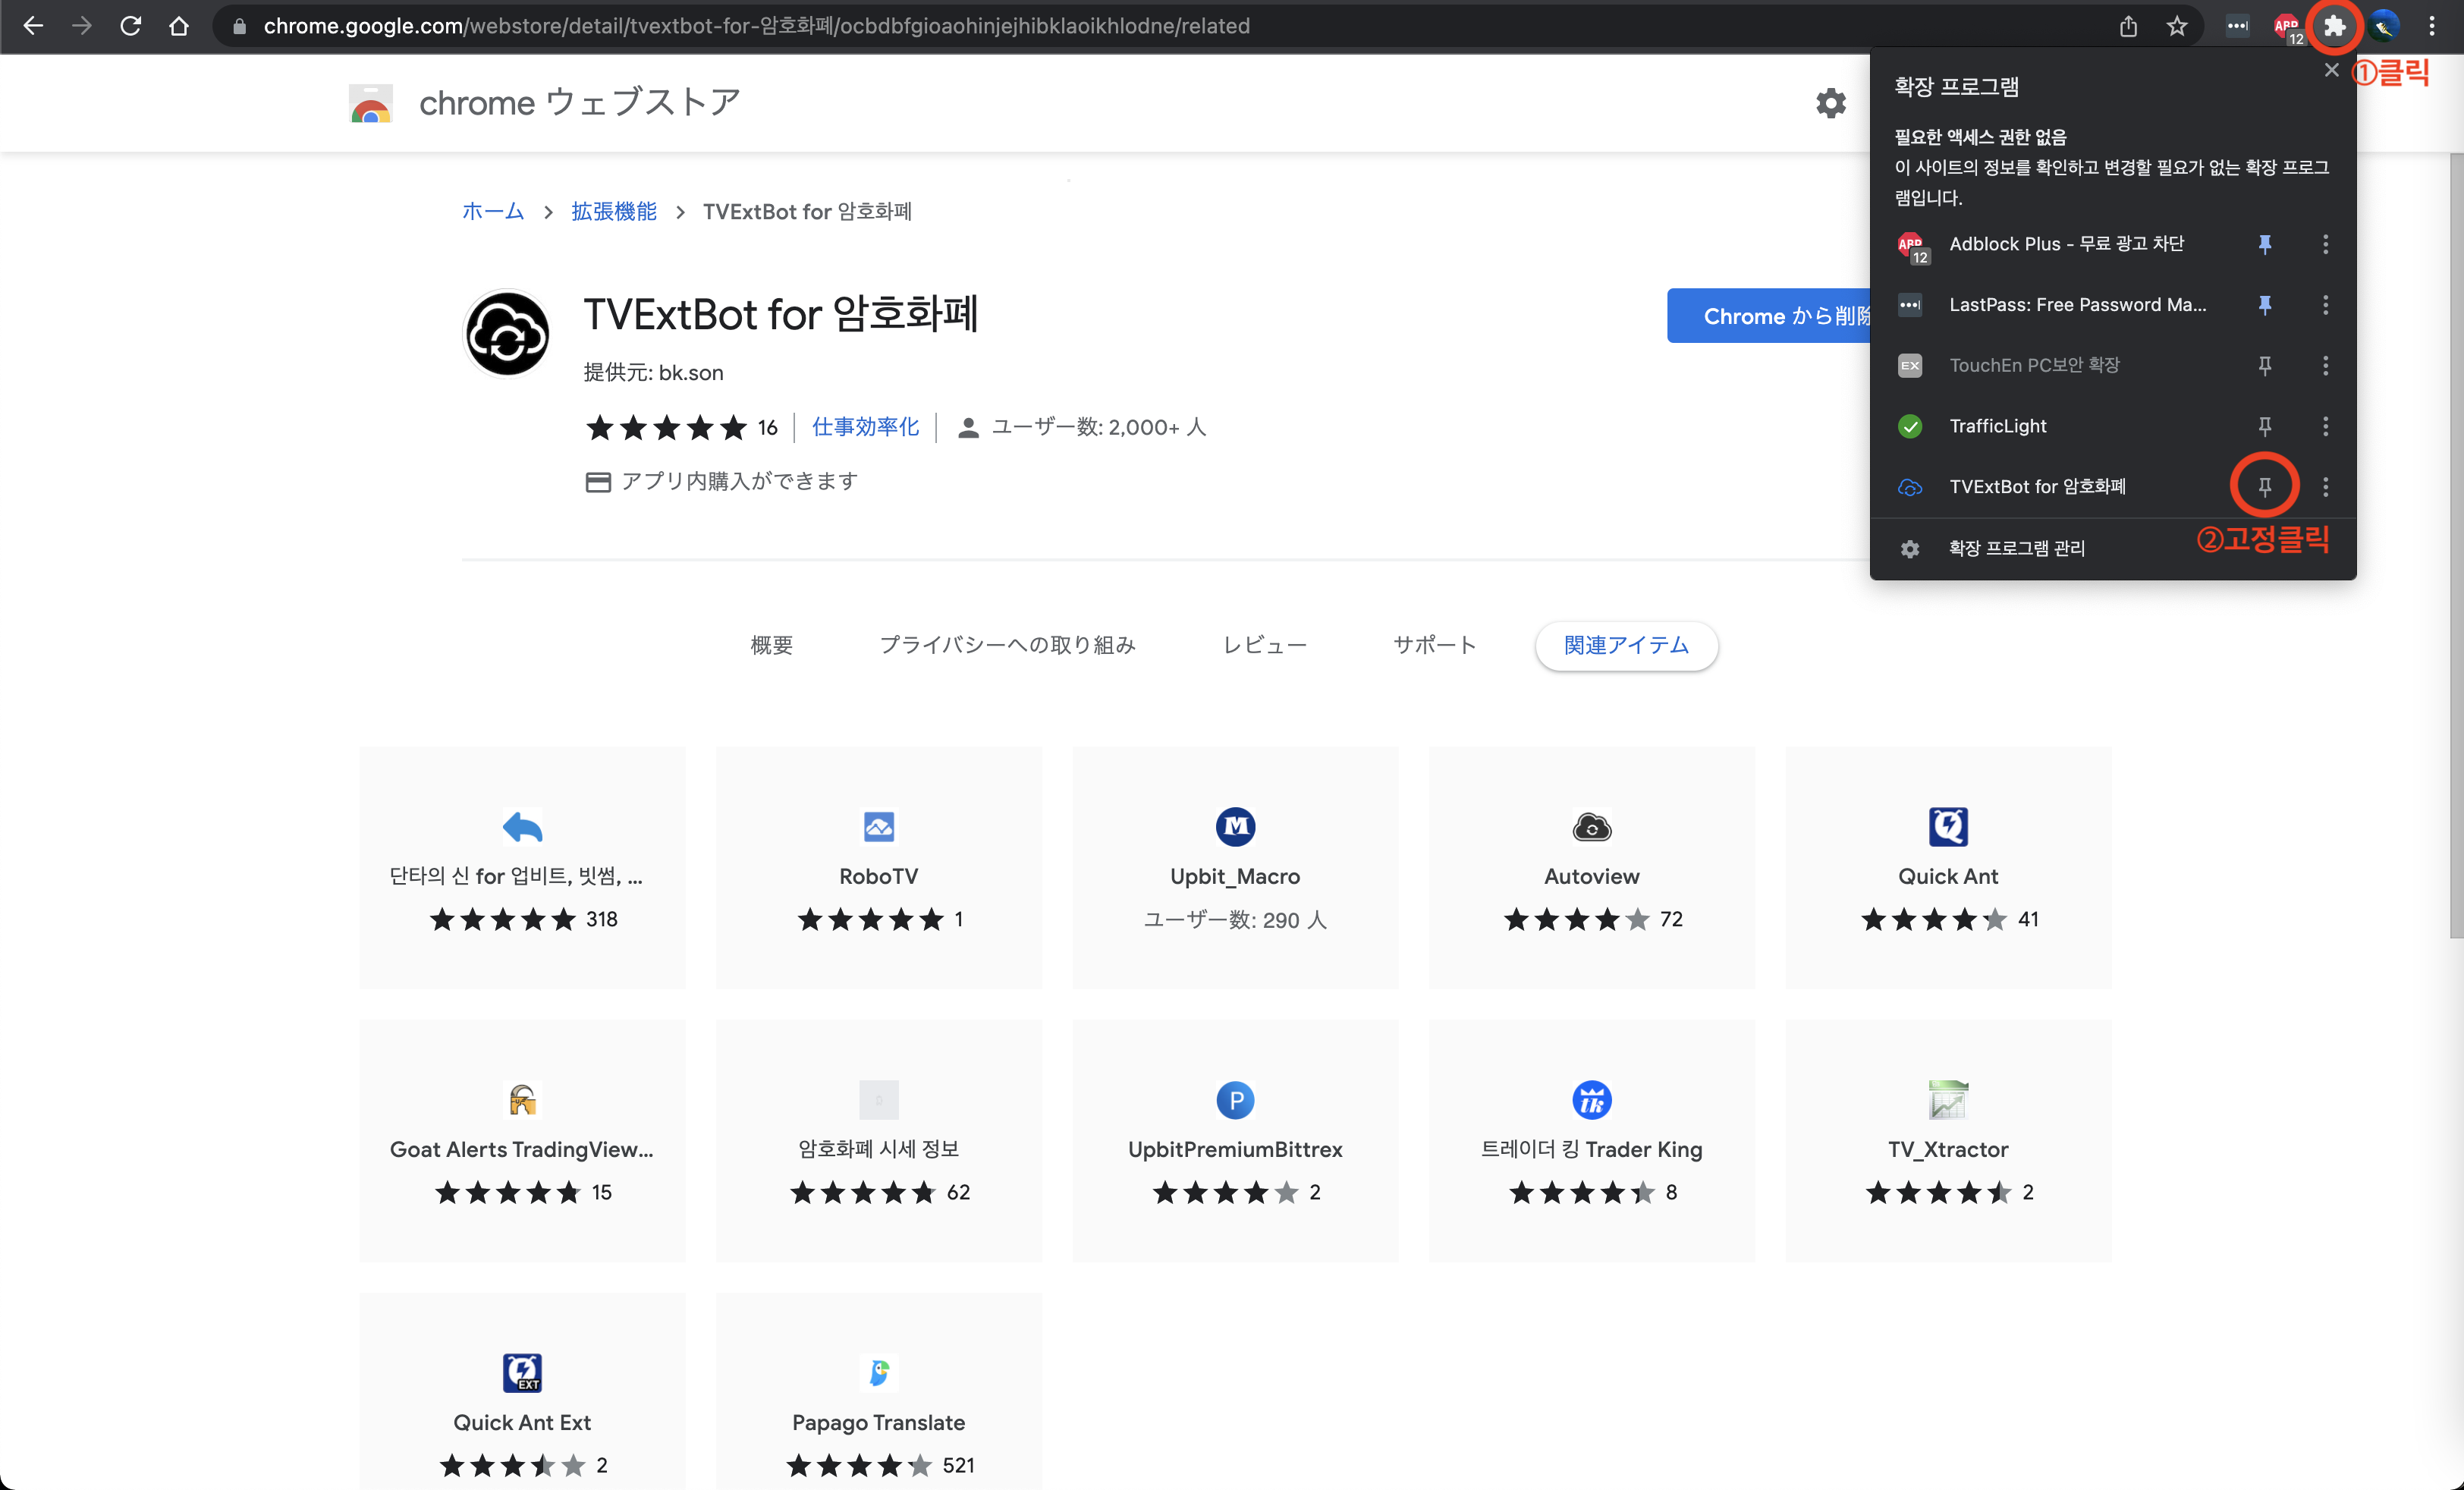 chrome.google.com/webstore/detail/tvextbot-for-암호화폐/ocbdbfgioaohinjejhibklaoikhlodne/related
ABP
12
①클릭
chrome ウェブストア
확장 프로그램
필요한 액세스 권한 없음
이 사이트의 정보를 확인하고 변경할 필요가 없는 확장 프로그
램입니다.
ABP
12
Adblock Plus - 무료 광고 차단
LastPass: Free Password Ma...
EX
TouchEn PC보안 확장
TrafficLight
TVExtBot for 암호화폐
②고정클릭
확장 프로그램 관리
ホーム > 拡張機能 > TVExtBot for 암호화폐
TVExtBot for 암호화폐
Chrome から削除
提供元: bk.son
16
仕事効率化
ユーザー数: 2,000+ 人
アプリ内購入ができます
概要
プライバシーへの取り組み
レビュー
サポート
関連アイテム
단타의 신 for 업비트, 빗썸, ...
318
RoboTV
1
M
Upbit_Macro
ユーザー数: 290 人
Autoview
72
Quick Ant
41
Goat Alerts TradingView...
15
암호화폐 시세 정보
62
P
UpbitPremiumBittrex
2
tk
트레이더 킹 Trader King
8
TV_Xtractor
2
EXT
Quick Ant Ext
2
Papago Translate
521